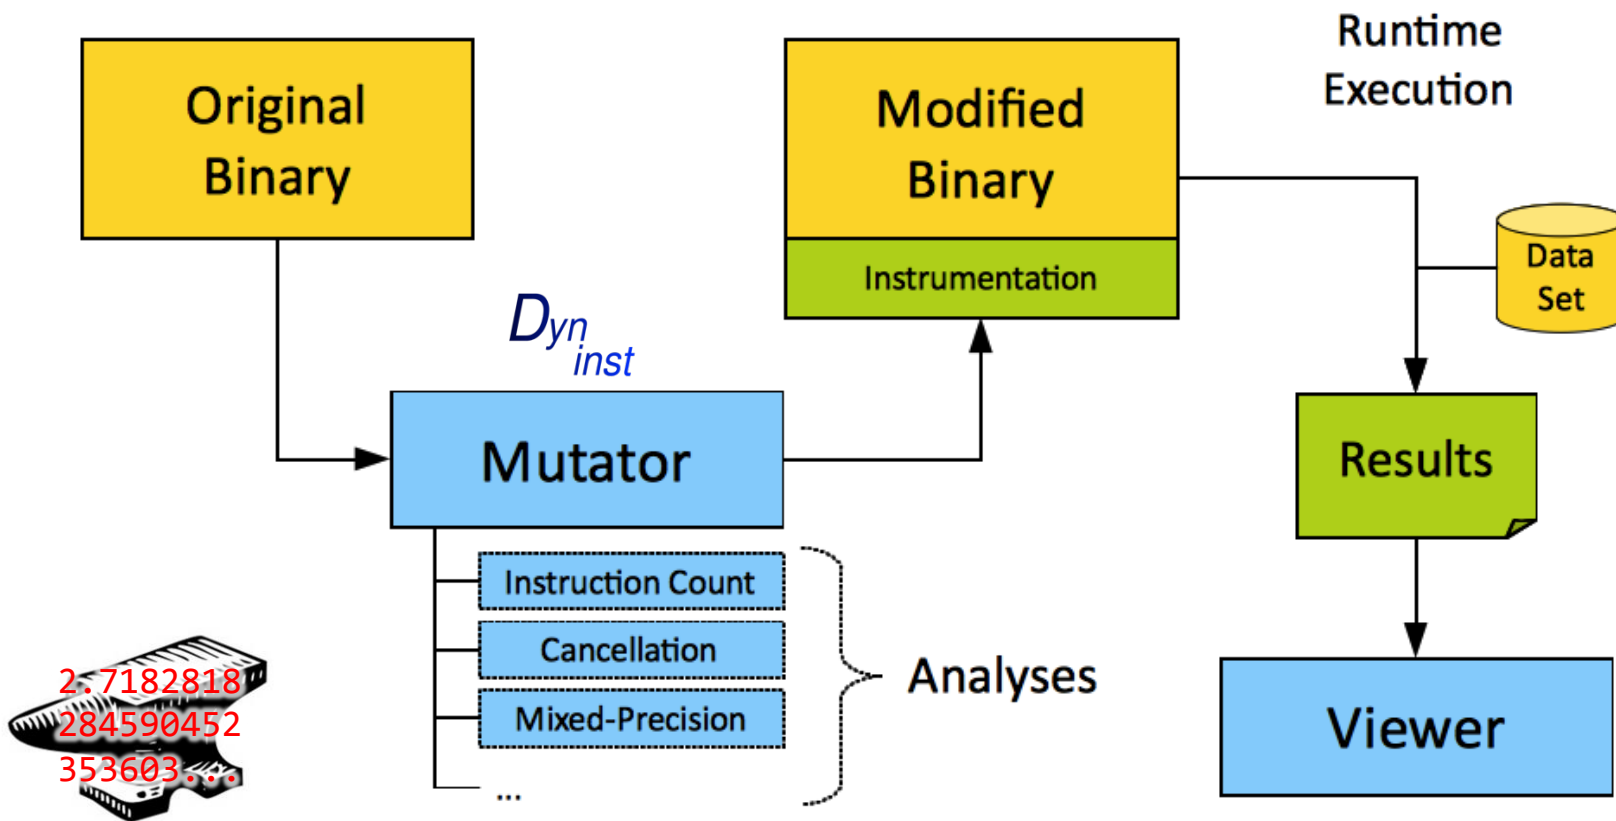 Original
Binary
Modified
Binary
Instrumentation
Runtime
Execution
Data
Set
Dyn
inst
Mutator
Results
Instruction Count
Cancellation
Mixed-Precision
...
Analyses
Viewer
2.7182818
284590452
353603...